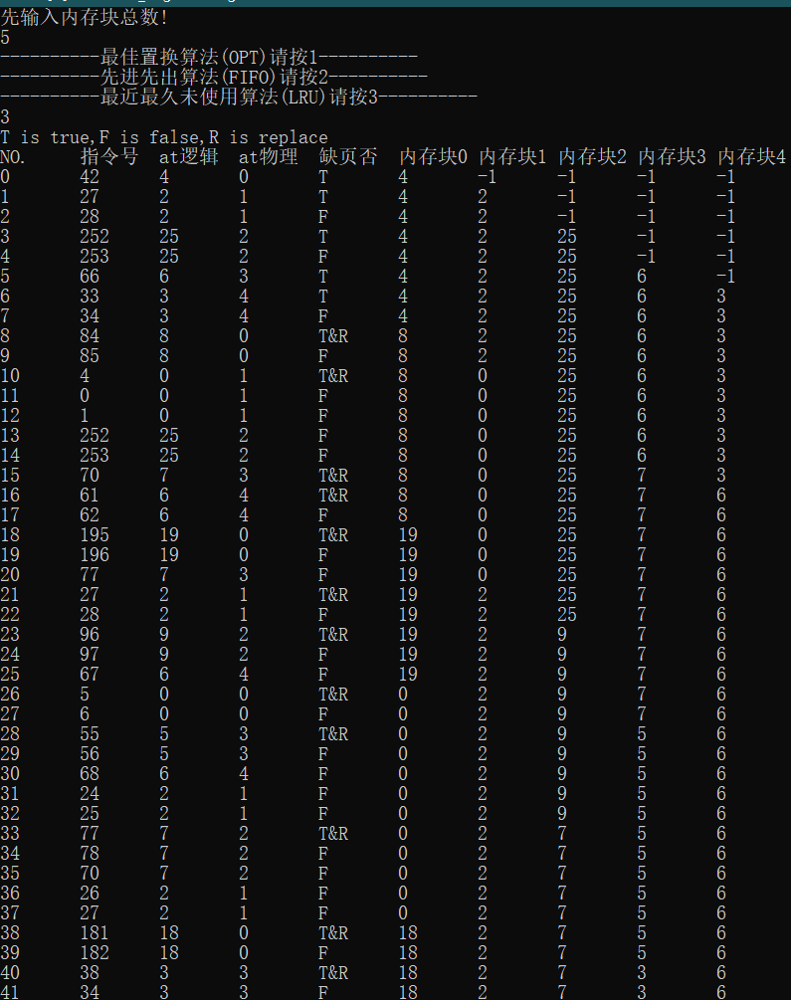 先输入内存块总数!
5
----------最佳置换算法(OPT)请按1----------
----------先进先出算法(FIFO)请按2----------
----------最近最久未使用算法(LRU)请按3----------
3
T is true,F is false,R is replace
NO. 指令号 at逻辑 at物理 缺页否 内存块0 内存块1 内存块2 内存块3 内存块4
0 42 4 0 T 4 -1 -1 -1 -1
1 27 2 1 T 4 2 -1 -1 -1
2 28 2 1 F 4 2 -1 -1 -1
3 252 25 2 T 4 2 25 -1 -1
4 253 25 2 F 4 2 25 -1 -1
5 66 6 3 T 4 2 25 6 -1
6 33 3 4 T 4 2 25 6 3
7 34 3 4 F 4 2 25 6 3
8 84 8 0 T&R 8 2 25 6 3
9 85 8 0 F 8 2 25 6 3
10 4 0 1 T&R 8 0 25 6 3
11 0 0 1 F 8 0 25 6 3
12 1 0 1 F 8 0 25 6 3
13 252 25 2 F 8 0 25 6 3
14 253 25 2 F 8 0 25 6 3
15 70 7 3 T&R 8 0 25 7 3
16 61 6 4 T&R 8 0 25 7 6
17 62 6 4 F 8 0 25 7 6
18 195 19 0 T&R 19 0 25 7 6
19 196 19 0 F 19 0 25 7 6
20 77 7 3 F 19 0 25 7 6
21 27 2 1 T&R 19 2 25 7 6
22 28 2 1 F 19 2 25 7 6
23 96 9 2 T&R 19 2 9 7 6
24 97 9 2 F 19 2 9 7 6
25 67 6 4 F 19 2 9 7 6
26 5 0 0 T&R 0 2 9 7 6
27 6 0 0 F 0 2 9 7 6
28 55 5 3 T&R 0 2 9 5 6
29 56 5 3 F 0 2 9 5 6
30 68 6 4 F 0 2 9 5 6
31 24 2 1 F 0 2 9 5 6
32 25 2 1 F 0 2 9 5 6
33 77 7 2 T&R 0 2 7 5 6
34 78 7 2 F 0 2 7 5 6
35 70 7 2 F 0 2 7 5 6
36 26 2 1 F 0 2 7 5 6
37 27 2 1 F 0 2 7 5 6
38 181 18 0 T&R 18 2 7 5 6
39 182 18 0 F 18 2 7 5 6
40 38 3 3 T&R 18 2 7 3 6
41 34 3 3 F 18 2 7 3 6